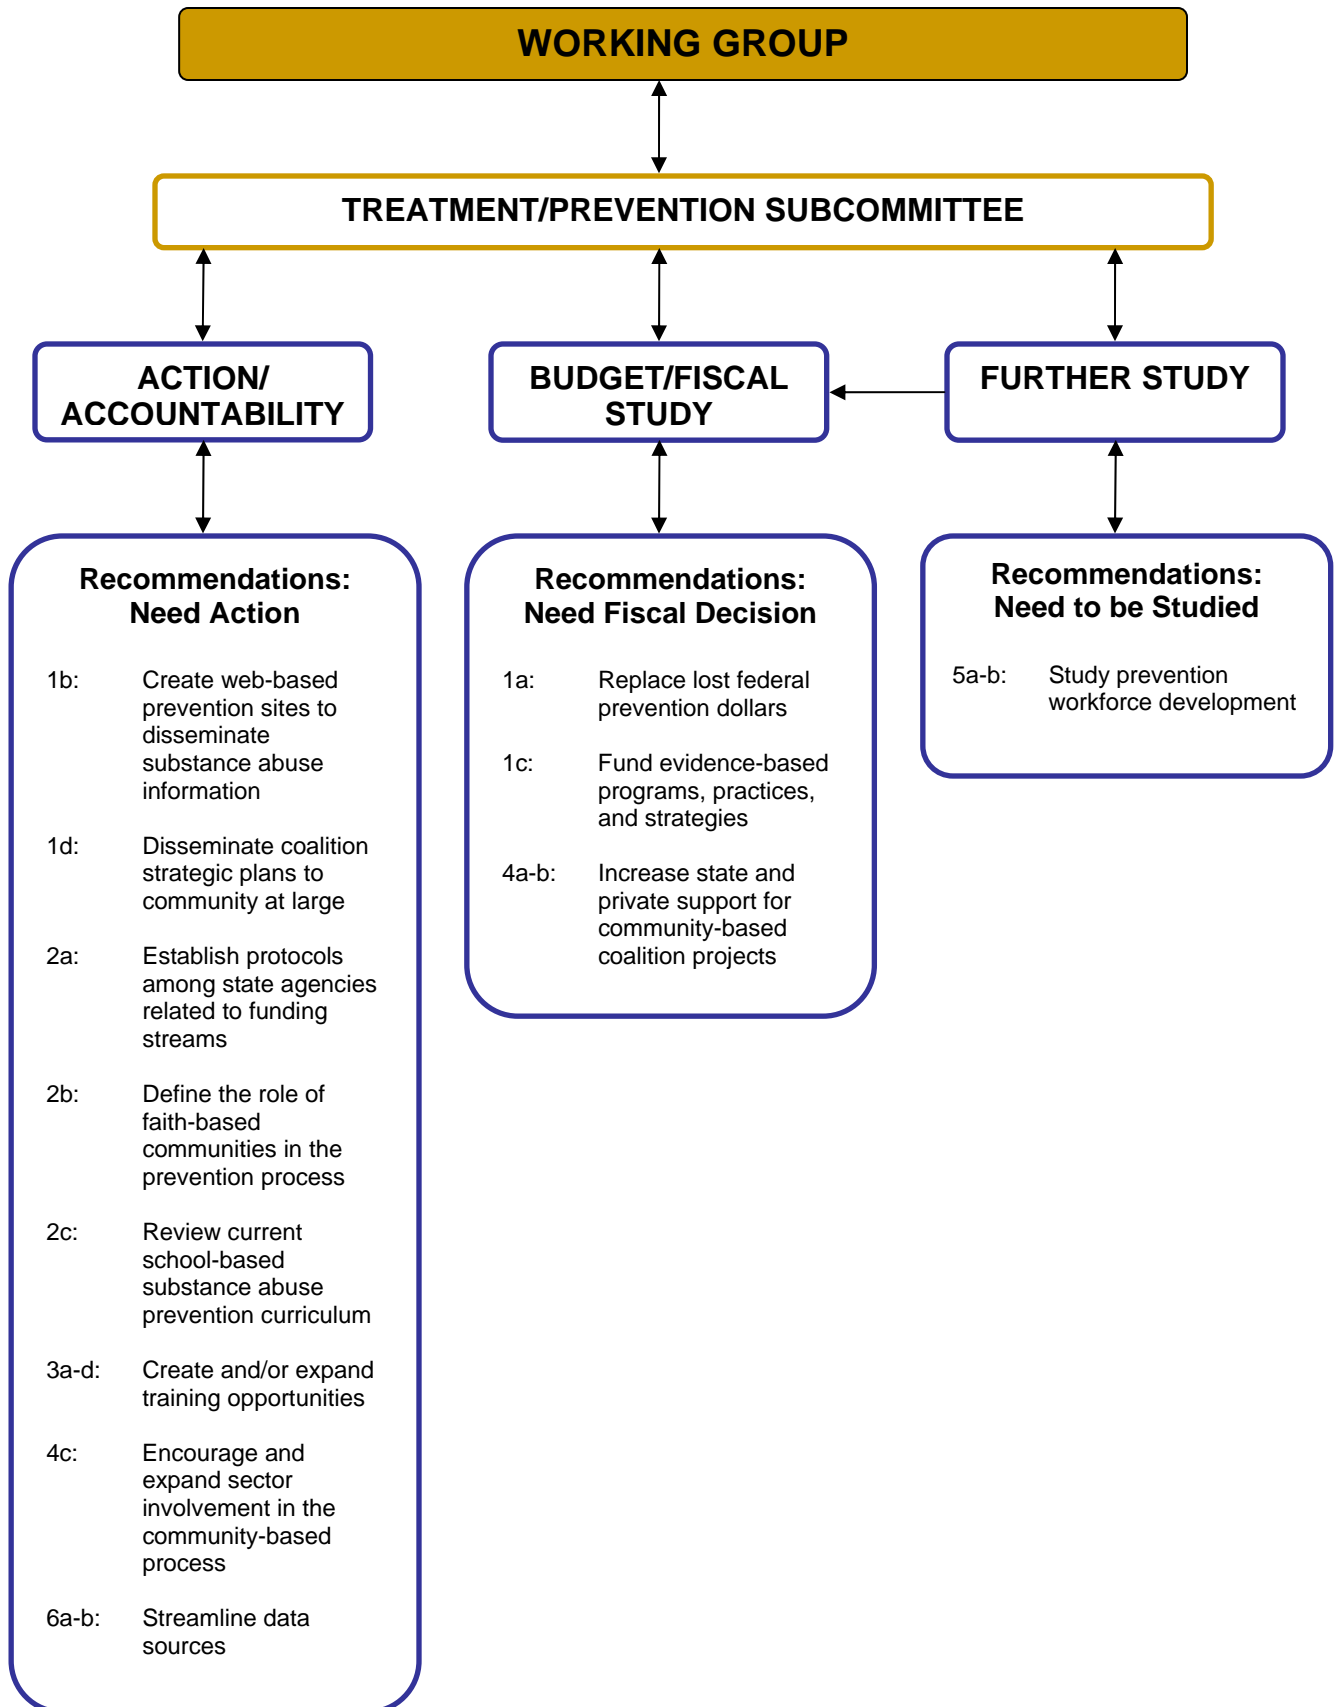 WORKING GROUP
TREATMENT/PREVENTION SUBCOMMITTEE
ACTION/
ACCOUNTABILITY
BUDGET/FISCAL
STUDY
FURTHER STUDY
Recommendations:
Need Action
1b: Create web-based
prevention sites to
disseminate
substance abuse
information
1d: Disseminate coalition
strategic plans to
community at large
2a: Establish protocols
among state agencies
related to funding
streams
2b: Define the role of
faith-based
communities in the
prevention process
2c: Review current
school-based
substance abuse
prevention curriculum
3a-d: Create and/or expand
training opportunities
4c: Encourage and
expand sector
involvement in the
community-based
process
6a-b: Streamline data
sources
Recommendations:
Need Fiscal Decision
1a: Replace lost federal
prevention dollars
1c: Fund evidence-based
programs, practices,
and strategies
4a-b: Increase state and
private support for
community-based
coalition projects
Recommendations:
Need to be Studied
5a-b: Study prevention
workforce development